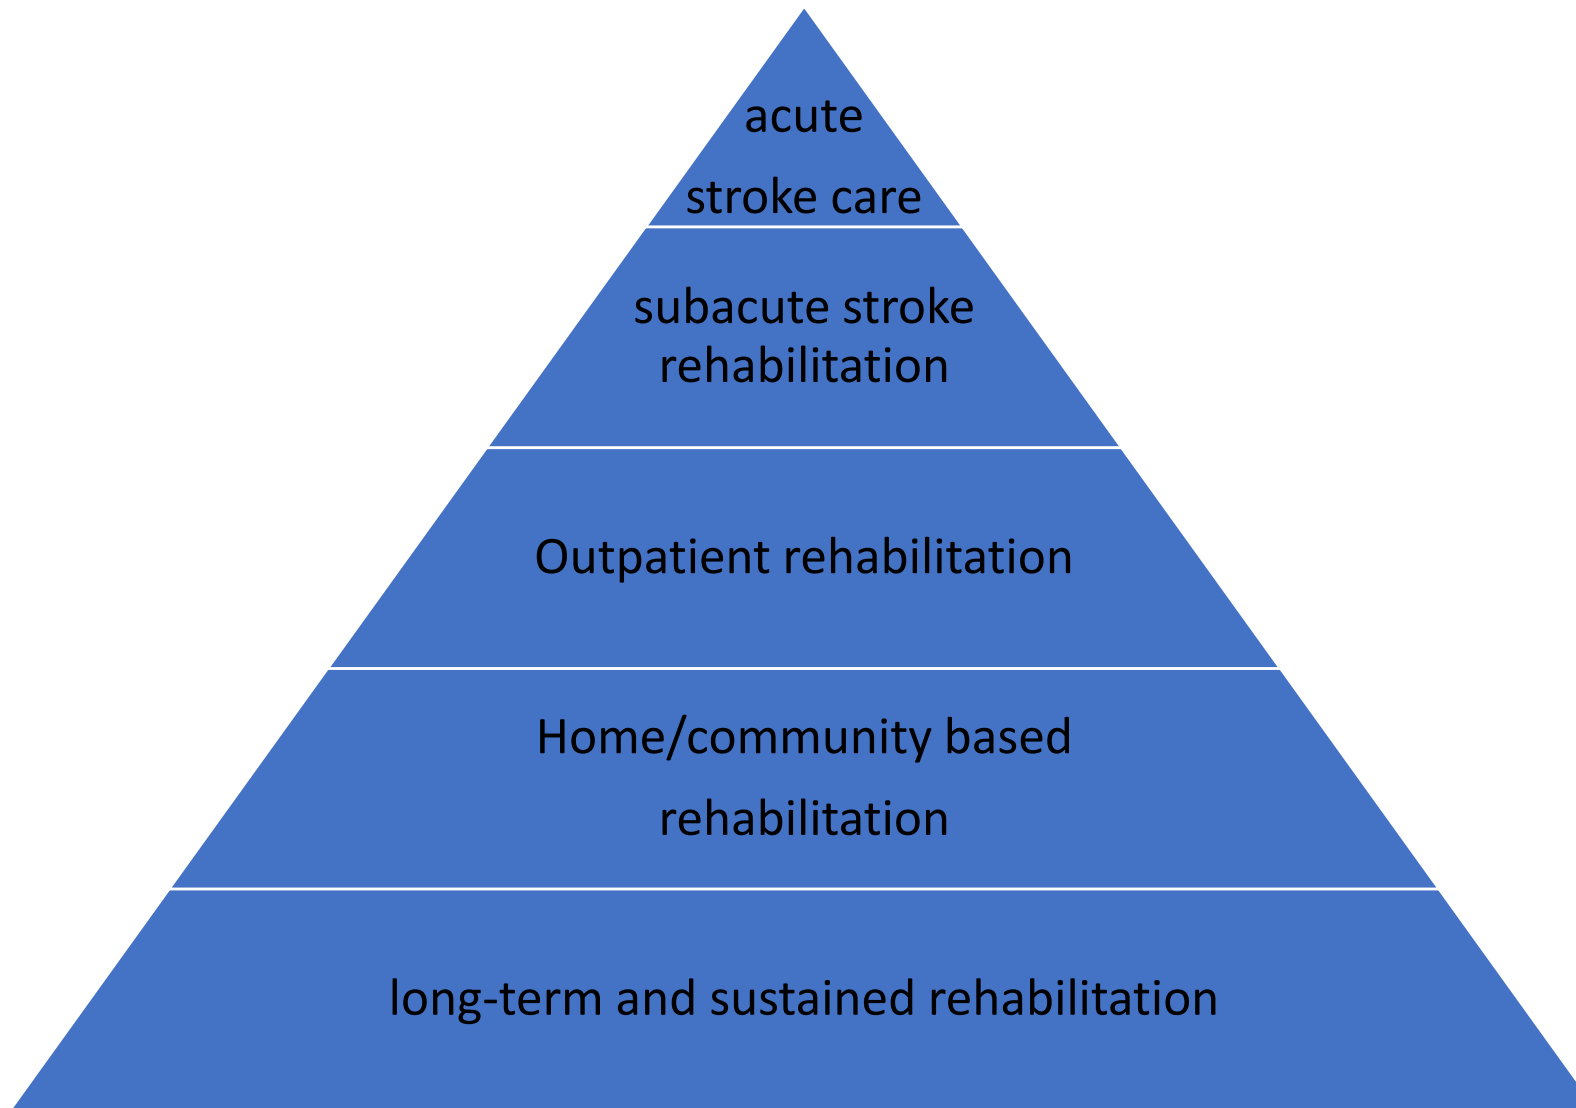 acute
stroke care
subacute stroke
rehabilitation
Outpatient rehabilitation
Home/community based
rehabilitation
long-term and sustained rehabilitation